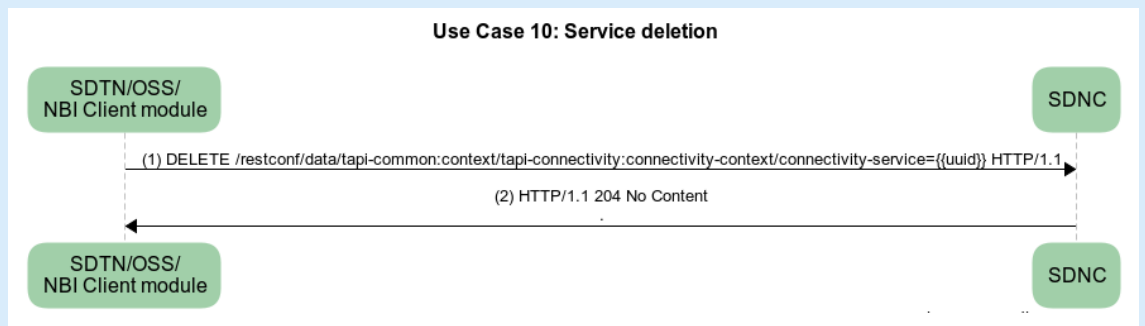 Use Case 10: Service deletion
SDTN/OSS/
NBI Client module
SDNC
(1) DELETE /restconf/data/tapi-common:context/tapi-connectivity:connectivity-context/connectivity-service={{uuid}} HTTP/1.1
(2) HTTP/1.1 204 No Content
.
SDTN/OSS/
NBI Client module
SDNC